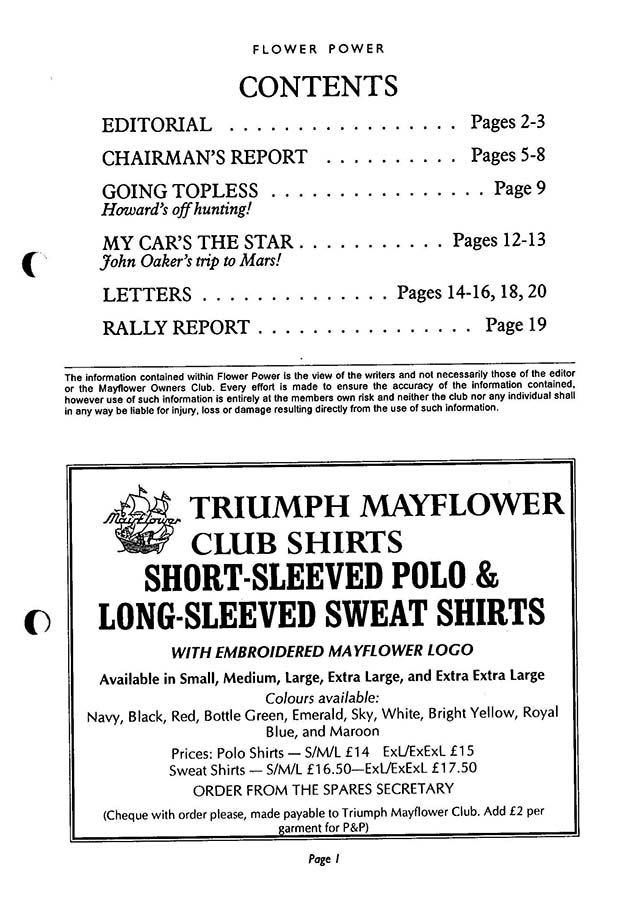 FLOWER POWER
CONTENTS
EDITORIAL . . . . . . . . . . . . . . . . . Pages 2-3
CHAIRMAN'S REPORT . . . . . . . . . . Pages 5-8
GOING TOPLESS . . . . . . . . . . . . . . . . Page 9
Howard's off hunting!
MY CAR'S THE STAR . . . . . . . . . . . Pages 12-13
John Oaker's trip to Mars!
LETTERS . . . . . . . . . . . . . . Pages 14-16, 18, 20
RALLY REPORT . . . . . . . . . . . . . . . . Page 19
The information contained within Flower Power is the view of the writers and not necessarily those of the editor
or the Mayflower Owners Club. Every effort is made to ensure the accuracy of the information contained,
however use of such information is entirely at the members own risk and neither the club nor any individual shall
in any way be liable for injury, loss or damage resulting directly from the use of such information.
Mayflower
TRIUMPH MAYFLOWER
CLUB SHIRTS
SHORT-SLEEVED POLO &
LONG-SLEEVED SWEAT SHIRTS
WITH EMBROIDERED MAYFLOWER LOGO
Available in Small, Medium, Large, Extra Large, and Extra Extra Large
Colours available:
Navy, Black, Red, Bottle Green, Emerald, Sky, White, Bright Yellow, Royal
Blue, and Maroon
Prices: Polo Shirts — S/M/L £14 ExL/ExExL £15
Sweat Shirts — S/M/L £16.50—ExL/ExExL £17.50
ORDER FROM THE SPARES SECRETARY
(Cheque with order please, made payable to Triumph Mayflower Club. Add £2 per
garment for P&P)
Page 1